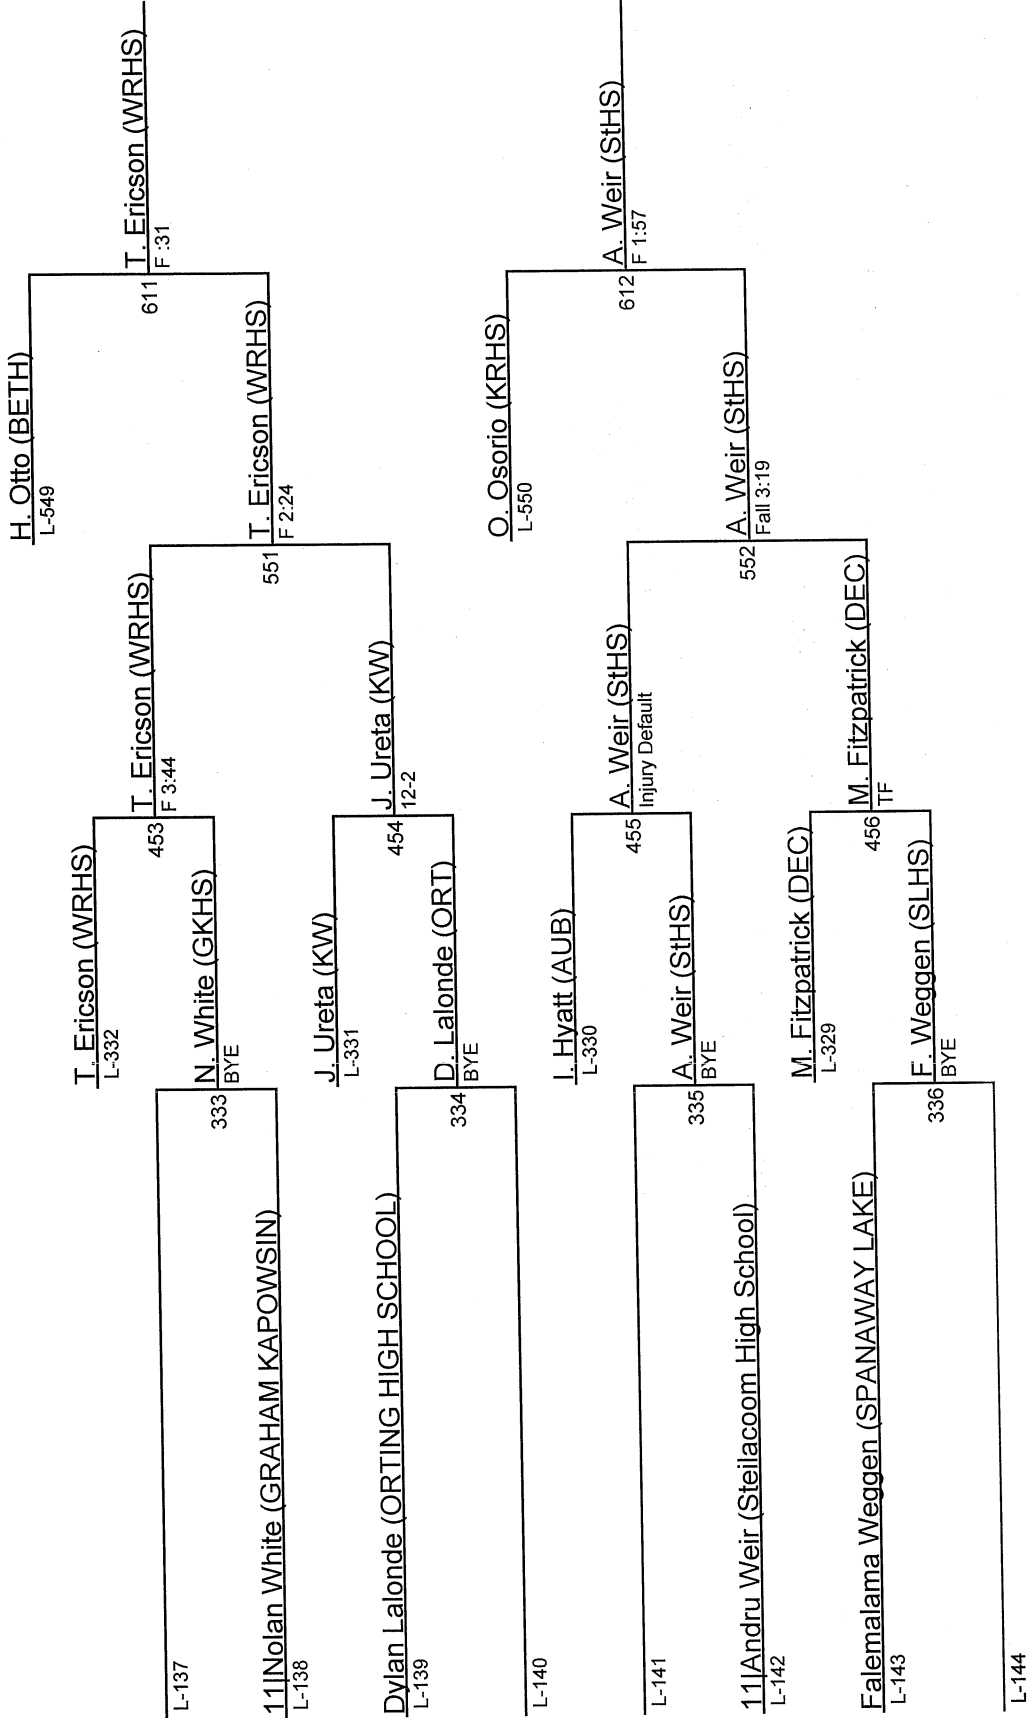 L-137
11|Nolan White (GRAHAM KAPOWSIN)
L-138
Dylan Lalonde (ORTING HIGH SCHOOL)
L-139
L-140
L-141
11|Andru Weir (Steilacoom High School)
L-142
Falemalama Weggen (SPANAWAY LAKE)
L-143
L-144
T. Ericson (WRHS)
L-332
333
N. White (GKHS)
BYE
J. Ureta (KW)
L-331
334
D. Lalonde (ORT)
BYE
I. Hyatt (AUB)
L-330
335
A. Weir (StHS)
BYE
M. Fitzpatrick (DEC)
L-329
336
F. Weggen (SLHS)
BYE
453
T. Ericson (WRHS)
F 3:44
454
J. Ureta (KW)
12-2
455
A. Weir (StHS)
Injury Default
456
M. Fitzpatrick (DEC)
TF
H. Otto (BETH)
L-549
551
T. Ericson (WRHS)
F 2:24
O. Osorio (KRHS)
L-550
552
A. Weir (StHS)
Fall 3:19
611
T. Ericson (WRHS)
F :31
612
A. Weir (StHS)
F 1:57